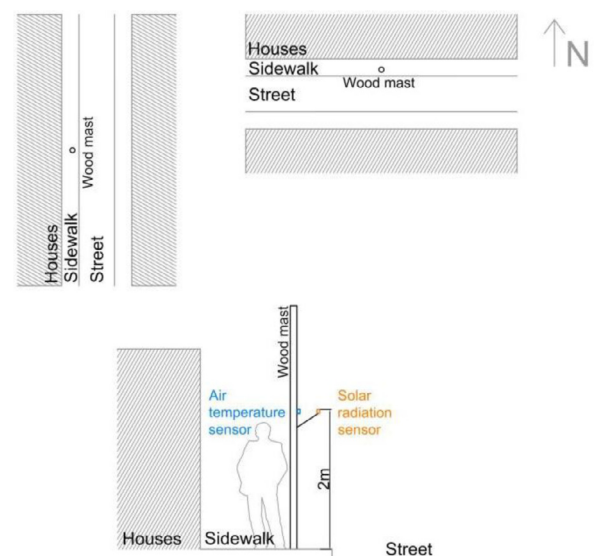 Houses
Sidewalk
Wood mast
Street
Houses
Sidewalk
Wood mast
Street
N
Wood mast
Air
temperature
sensor
Solar
radiation
sensor
2m
Houses
Sidewalk
Street